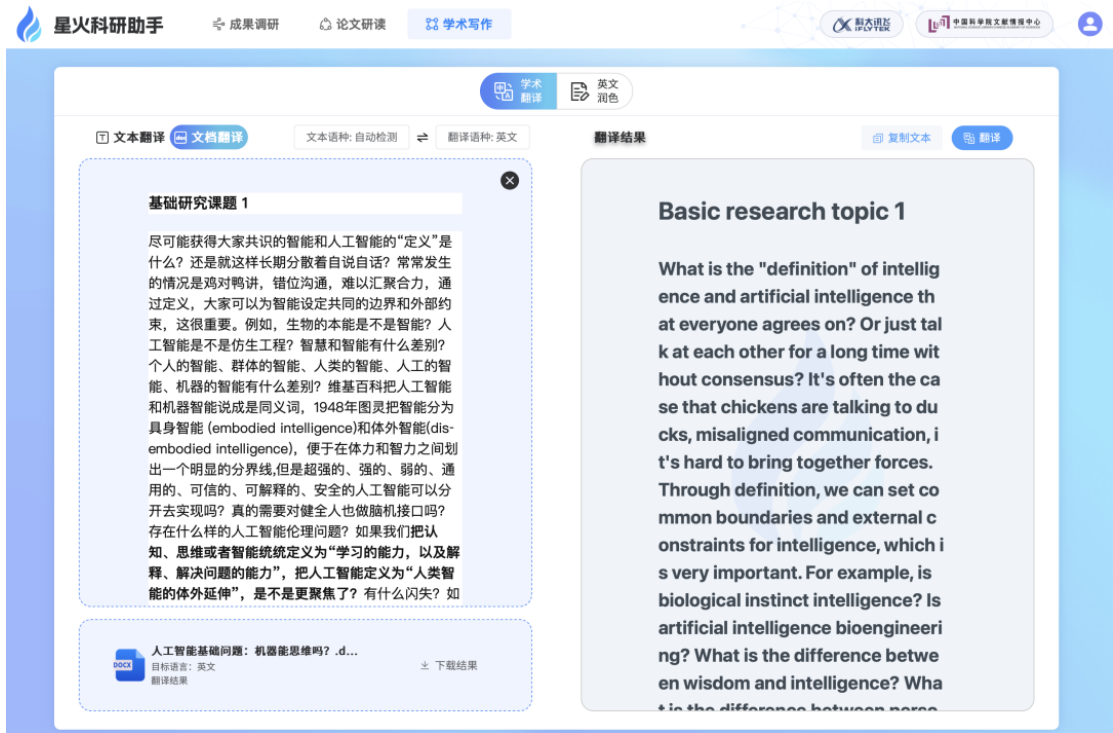 星火科研助手
成果调研
论文研读
学术写作
科大讯飞
iFLYTEK
中国科学院文献情报中心
学术
翻译
英文
润色
文本翻译
文档翻译
文本语种: 自动检测
翻译语种: 英文
翻译结果
复制文本
翻译
基础研究课题 1
尽可能获得大家共识的智能和人工智能的“定义”是
什么？还是就这样长期分散着自说自话？常常发生
的情况是鸡对鸭讲，错位沟通，难以汇聚合力，通
过定义，大家可以为智能设定共同的边界和外部约
束，这很重要。例如，生物的本能是不是智能？人
工智能是不是仿生工程？智慧和智能有什么差别？
个人的智能、群体的智能、人类的智能、人工的智
能、机器的智能有什么差别？维基百科把人工智能
和机器智能说成是同义词，1948年图灵把智能分为
具身智能 (embodied intelligence)和体外智能(dis-
embodied intelligence)，便于在体力和智力之间划
出一个明显的分界线,但是超强的、强的、弱的、通
用的、可信的、可解释的、安全的人工智能可以分
开去实现吗？真的需要对健全人也做脑机接口吗？
存在什么样的人工智能伦理问题？如果我们把认
知、思维或者智能统统定义为“学习的能力，以及解
释、解决问题的能力”，把人工智能定义为“人类智
能的体外延伸”，是不是更聚焦了？有什么闪失？如
DOCX
人工智能基础问题：机器能思维吗？.d...
目标语言：英文
翻译结果
下载结果
Basic research topic 1
What is the "definition" of intellig
ence and artificial intelligence th
at everyone agrees on? Or just tal
k at each other for a long time wit
hout consensus? It's often the ca
se that chickens are talking to du
cks, misaligned communication, i
t's hard to bring together forces.
Through definition, we can set co
mmon boundaries and external c
onstraints for intelligence, which i
s very important. For example, is
biological instinct intelligence? Is
artificial intelligence bioengineeri
ng? What is the difference betwe
en wisdom and intelligence? Wha
t is the difference between perso